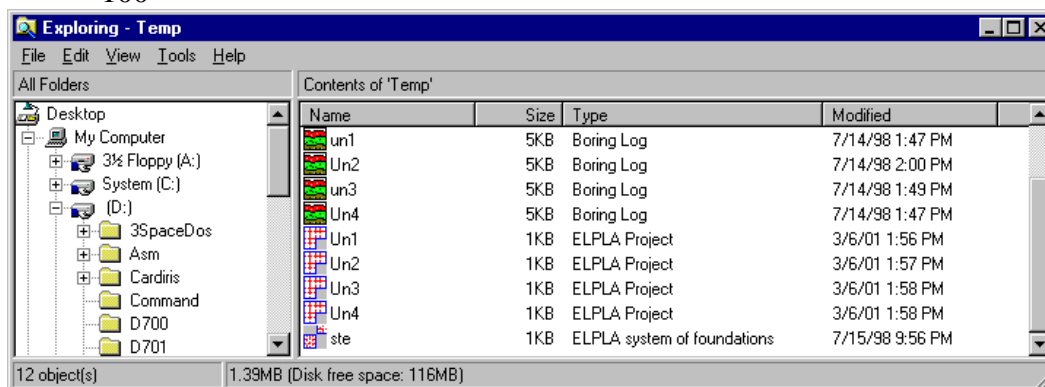 Exploring - Temp
File Edit View Tools Help
All Folders
Contents of 'Temp'
Desktop
My Computer
3½ Floppy (A:)
System (C:)
(D:)
3SpaceDos
Asm
Cardiris
Command
D700
D701
Name Size Type Modified
un1 5KB Boring Log 7/14/98 1:47 PM
Un2 5KB Boring Log 7/14/98 2:00 PM
un3 5KB Boring Log 7/14/98 1:49 PM
Un4 5KB Boring Log 7/14/98 1:47 PM
Un1 1KB ELPLA Project 3/6/01 1:56 PM
Un2 1KB ELPLA Project 3/6/01 1:57 PM
Un3 1KB ELPLA Project 3/6/01 1:58 PM
Un4 1KB ELPLA Project 3/6/01 1:58 PM
ste 1KB ELPLA system of foundations 7/15/98 9:56 PM
12 object(s)
1.39MB (Disk free space: 116MB)